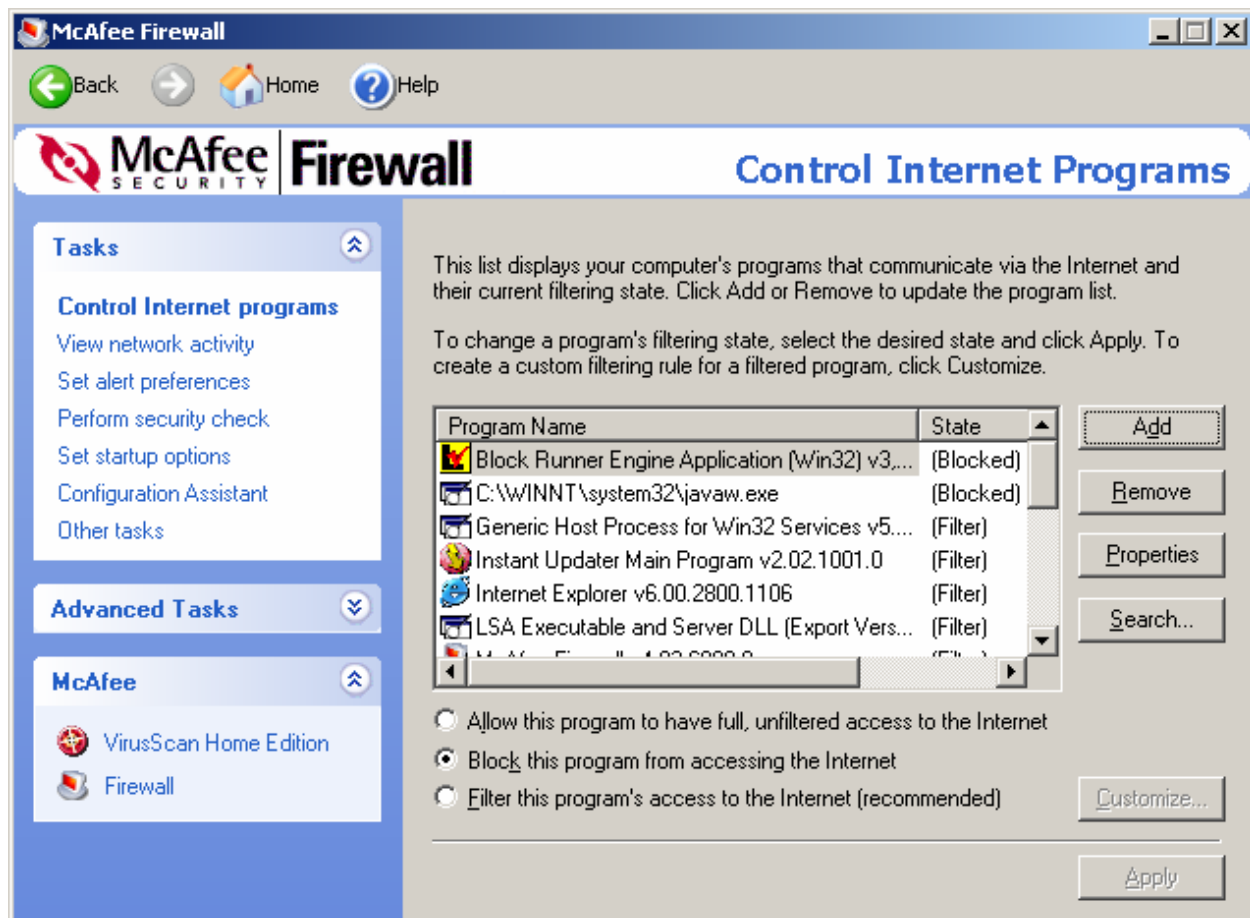 McAfee Firewall
Back Home Help
McAfee SECURITY Firewall
Control Internet Programs
Tasks
Control Internet programs
View network activity
Set alert preferences
Perform security check
Set startup options
Configuration Assistant
Other tasks
Advanced Tasks
McAfee
VirusScan Home Edition
Firewall
This list displays your computer's programs that communicate via the Internet and
their current filtering state. Click Add or Remove to update the program list.
To change a program's filtering state, select the desired state and click Apply. To
create a custom filtering rule for a filtered program, click Customize.
Program Name State
Block Runner Engine Application (Win32) v3,... (Blocked)
C:\WINNT\system32\javaw.exe (Blocked)
Generic Host Process for Win32 Services v5.... (Filter)
Instant Updater Main Program v2.02.1001.0 (Filter)
Internet Explorer v6.00.2800.1106 (Filter)
LSA Executable and Server DLL (Export Vers... (Filter)
Add
Remove
Properties
Search...
Allow this program to have full, unfiltered access to the Internet
Block this program from accessing the Internet
Filter this program's access to the Internet (recommended)
Customize...
Apply